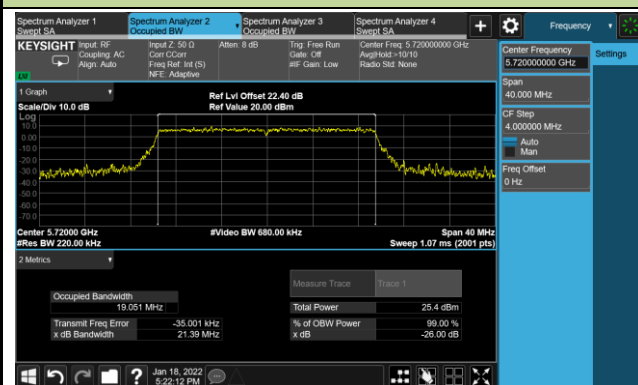 Spectrum Analyzer 1
Swept SA
Spectrum Analyzer 2
Occupied BW
Spectrum Analyzer 3
Occupied BW
Spectrum Analyzer 4
Swept SA
+
Frequency
KEYSIGHT
Input: RF
Coupling: AC
Align: Auto
Input Z: 50 Ω
Corr CCorr
Freq Ref: Int (S)
NFE: Adaptive
Atten: 8 dB
Trig: Free Run
Gate: Off
#IF Gain: Low
Center Freq: 5.720000000 GHz
Avg|Hold:>10/10
Radio Std: None
Center Frequency
5.720000000 GHz
Settings
Span
40.000 MHz
CF Step
4.000000 MHz
Auto
Man
Freq Offset
0 Hz
1 Graph
Scale/Div 10.0 dB
Ref Lvl Offset 22.40 dB
Ref Value 20.00 dBm
Log
10.0
0.00
-10.0
-20.0
-30.0
-40.0
-50.0
-60.0
-70.0
Center 5.72000 GHz
#Res BW 220.00 kHz
#Video BW 680.00 kHz
Span 40 MHz
Sweep 1.07 ms (2001 pts)
2 Metrics
Measure Trace
Trace 1
Occupied Bandwidth
19.051 MHz
Total Power
25.4 dBm
Transmit Freq Error
-35.001 kHz
% of OBW Power
99.00 %
x dB Bandwidth
21.39 MHz
x dB
-26.00 dB
?
Jan 18, 2022
5:22:12 PM